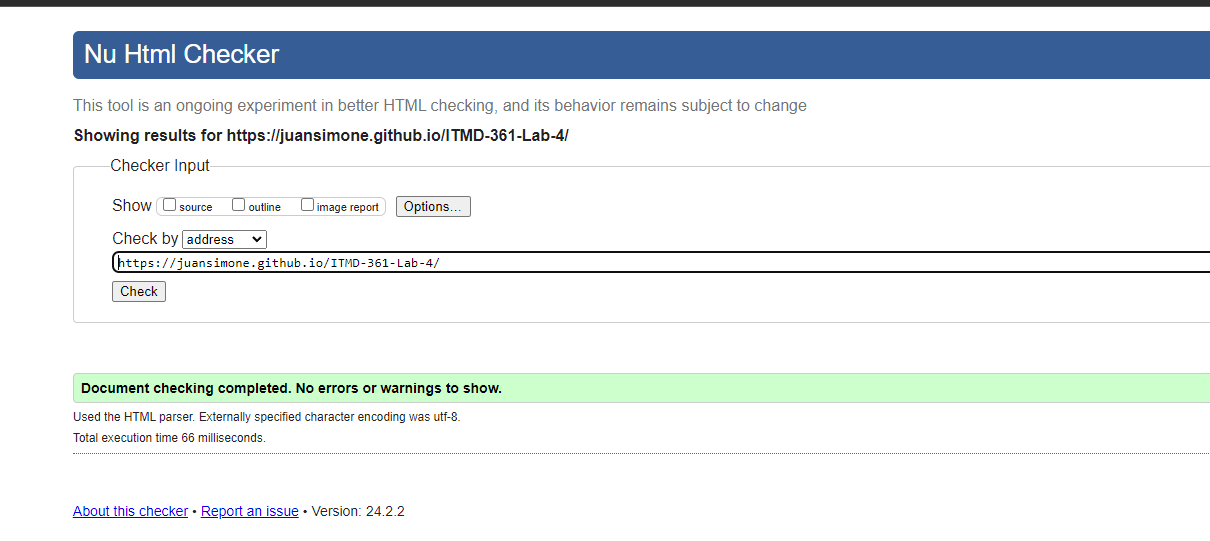 Nu Html Checker
This tool is an ongoing experiment in better HTML checking, and its behavior remains subject to change
Showing results for https://juansimone.github.io/ITMD-361-Lab-4/
Checker Input
Show source outline image report Options...
Check by address
https://juansimone.github.io/ITMD-361-Lab-4/
Check
Document checking completed. No errors or warnings to show.
Used the HTML parser. Externally specified character encoding was utf-8.
Total execution time 66 milliseconds.
About this checker • Report an issue • Version: 24.2.2